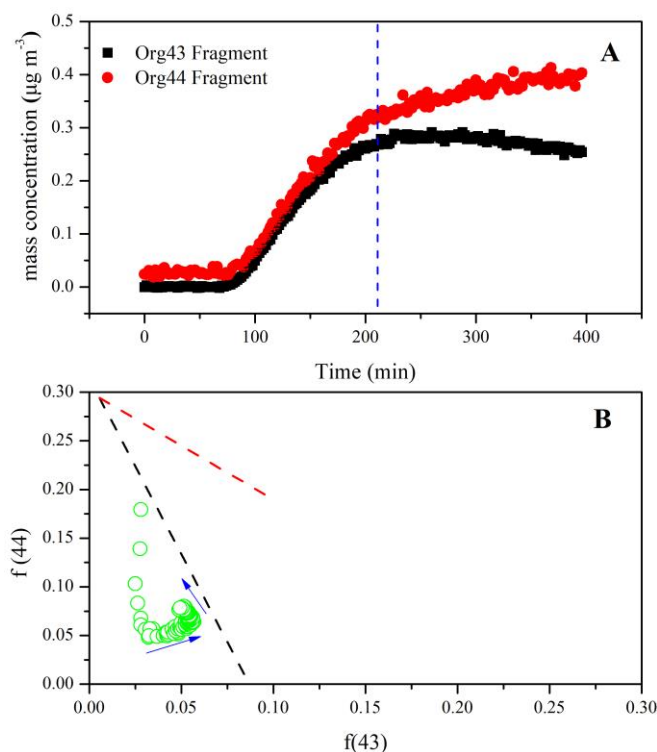 A
Org43 Fragment
Org44 Fragment
mass concentration (μg m⁻³)
0.5
0.4
0.3
0.2
0.1
0.0
0 100 200 300 400
Time (min)
B
f (44)
0.30
0.25
0.20
0.15
0.10
0.05
0.00
0.00 0.05 0.10 0.15 0.20 0.25 0.30
f(43)